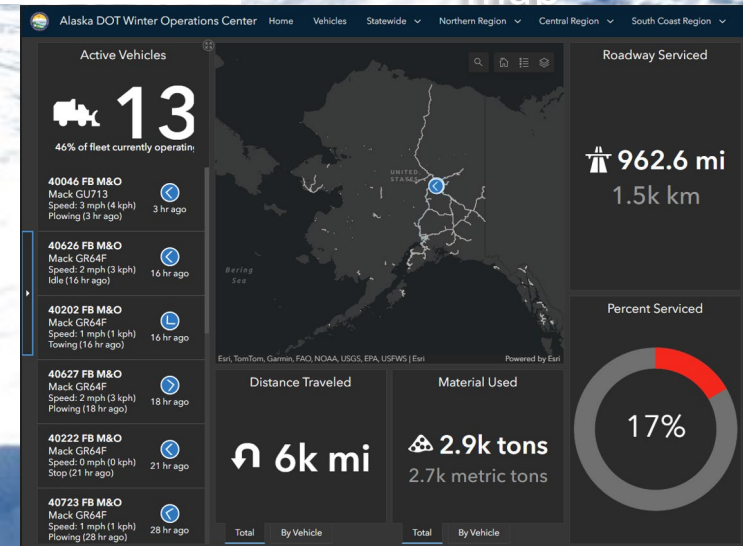 Alaska DOT Winter Operations Center Home Vehicles Statewide Northern Region Central Region South Coast Region
Active Vehicles
13
46% of fleet currently operating
40046 FB M&O
Mack GU713
Speed: 3 mph (4 kph)
Plowing (3 hr ago)
3 hr ago
40626 FB M&O
Mack GR64F
Speed: 2 mph (3 kph)
Idle (16 hr ago)
16 hr ago
40202 FB M&O
Mack GR64F
Speed: 1 mph (1 kph)
Towing (16 hr ago)
16 hr ago
40627 FB M&O
Mack GR64F
Speed: 2 mph (3 kph)
Plowing (18 hr ago)
18 hr ago
40222 FB M&O
Mack GR64F
Speed: 0 mph (0 kph)
Stop (21 hr ago)
21 hr ago
40723 FB M&O
Mack GR64F
Speed: 1 mph (1 kph)
Plowing (28 hr ago)
28 hr ago
UNITED
STATES
Bering
Sea
Esri, TomTom, Garmin, FAO, NOAA, USGS, EPA, USFWS | Esri Powered by Esri
Distance Traveled
6k mi
Total By Vehicle
Material Used
2.9k tons
2.7k metric tons
Total By Vehicle
Roadway Serviced
962.6 mi
1.5k km
Percent Serviced
17%